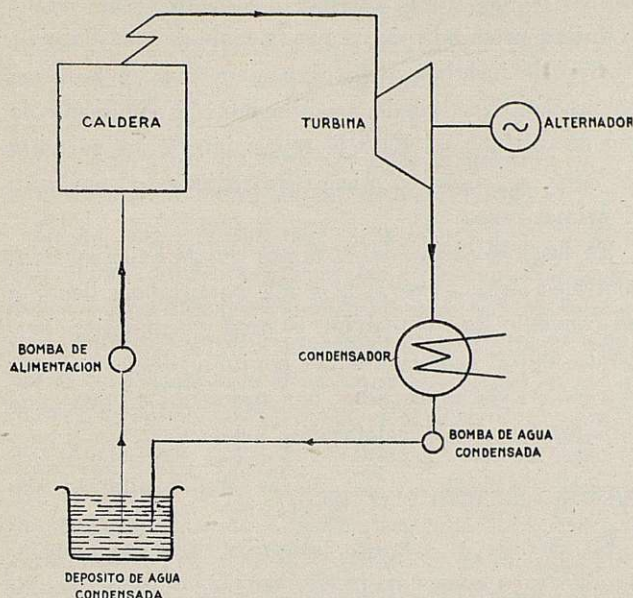 CALDERA
TURBINA
ALTERNADOR
BOMBA DE
ALIMENTACION
CONDENSADOR
BOMBA DE AGUA
CONDENSADA
DEPOSITO DE AGUA
CONDENSADA